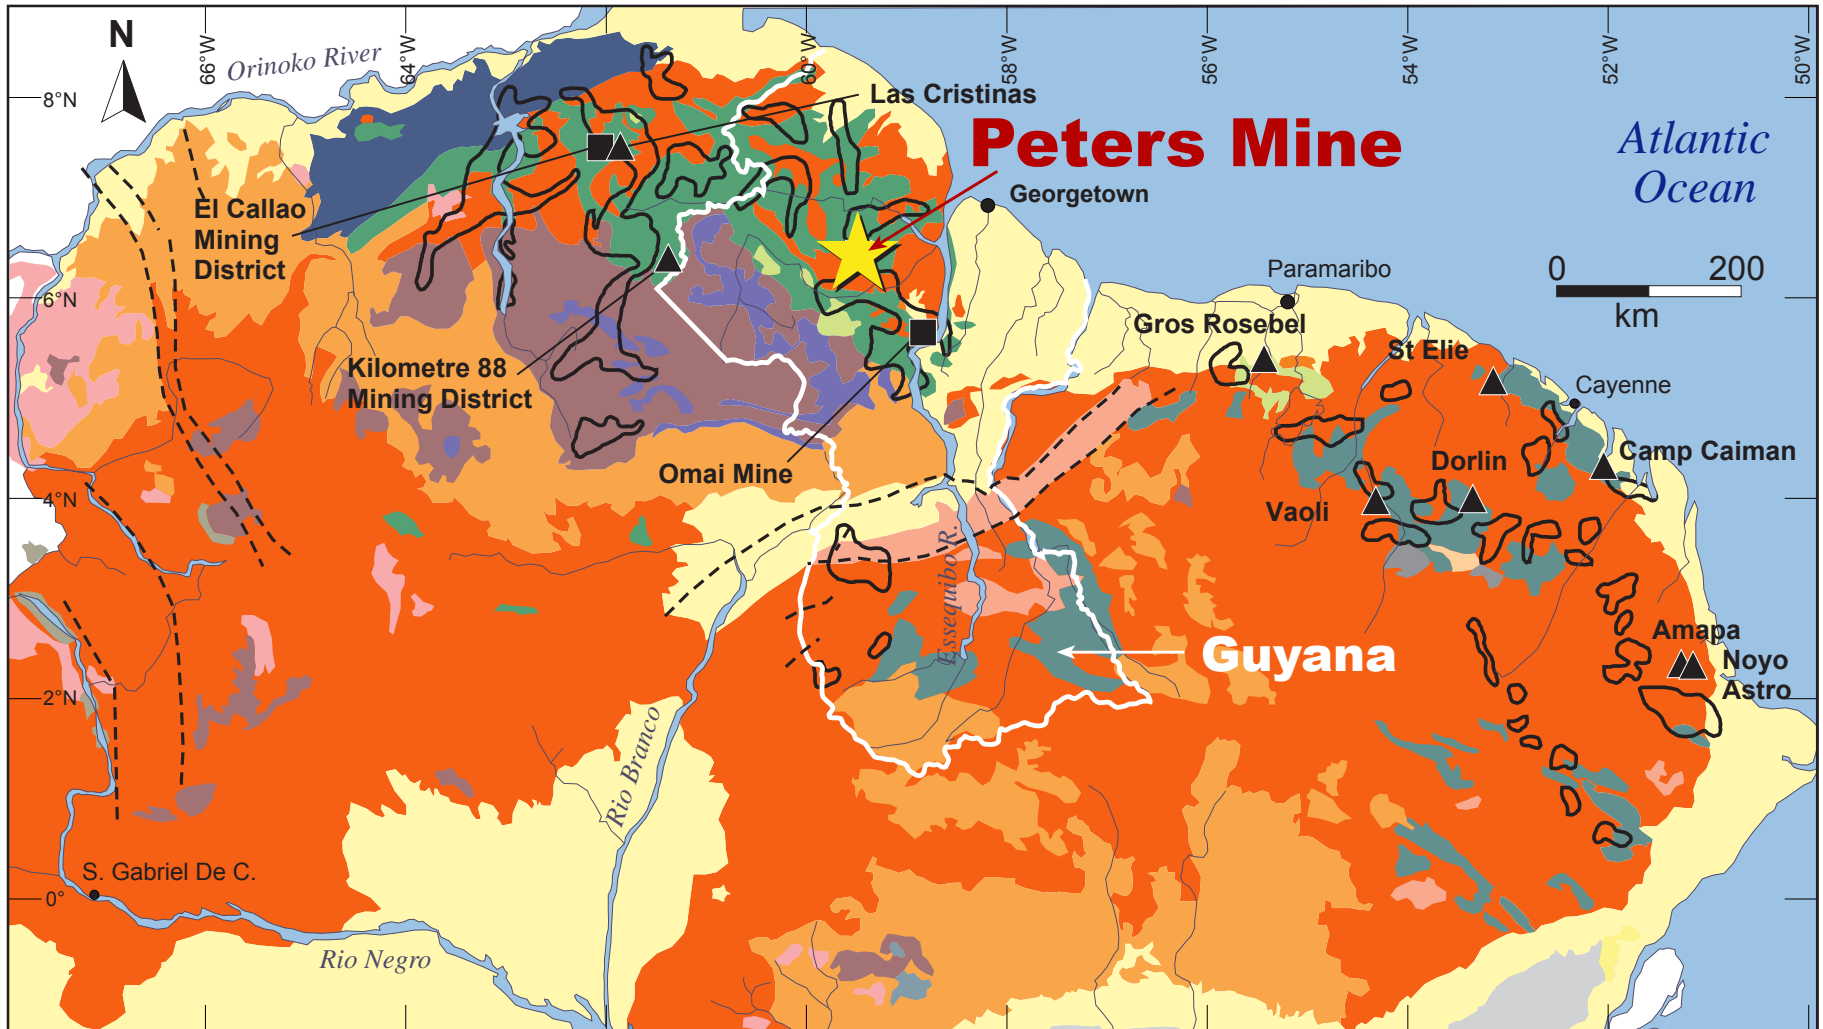 N
66°W
64°W
60° W
58°W
56°W
54°W
52°W
50°W
Orinoko River
8°N
Las Cristinas
Peters Mine
Atlantic
Ocean
Georgetown
El Callao
Mining
District
Paramaribo
0 200
km
6°N
Gros Rosebel
St Elie
Kilometre 88
Mining District
Cayenne
Omai Mine
Dorlin
Camp Caiman
4°N
Vaoli
Essequibo R.
Guyana
Amapa
Noyo
Astro
2°N
Rio Branco
S. Gabriel De C.
0°
Rio Negro